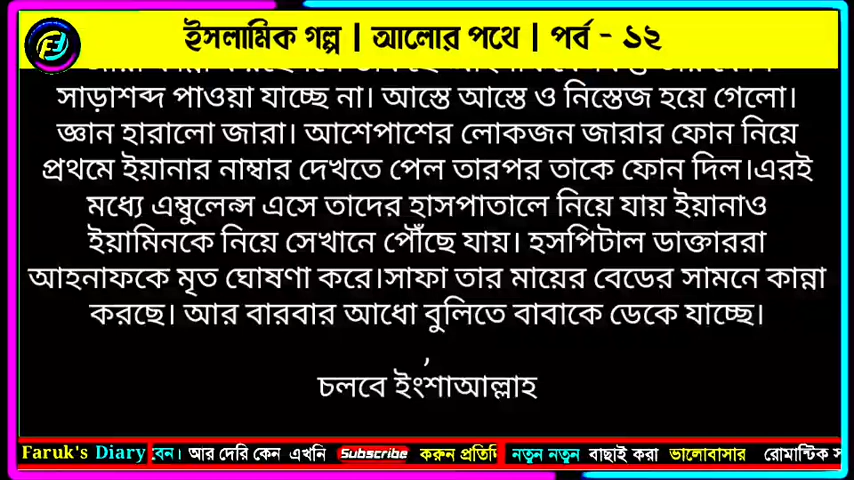 ইসলামিক গল্প | আলোর পথে | পর্ব - ১২
সাড়াশব্দ পাওয়া যাচ্ছে না। আস্তে আস্তে ও নিস্তেজ হয়ে গেলো।
জ্ঞান হারালো জারা। আশেপাশের লোকজন জারার ফোন নিয়ে
প্রথমে ইয়ানার নাম্বার দেখতে পেল তারপর তাকে ফোন দিল।এরই
মধ্যে এম্বুলেন্স এসে তাদের হাসপাতালে নিয়ে যায় ইয়ানাও
ইয়ামিনকে নিয়ে সেখানে পৌঁছে যায়। হসপিটাল ডাক্তাররা
আহনাফকে মৃত ঘোষণা করে।সাফা তার মায়ের বেডের সামনে কান্না
করছে। আর বারবার আধো বুলিতে বাবাকে ডেকে যাচ্ছে।
,
চলবে ইংশাআল্লাহ
Faruk's Diary বেন। আর দেরি কেন এখনি Subscribe করুন প্রতিদি নতুন নতুন বাছাই করা ভালোবাসার রোমান্টিক